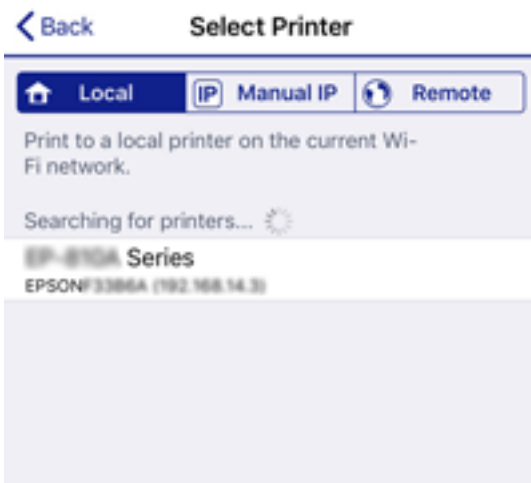 Back
Select Printer
Local
IP
Manual IP
Remote
Print to a local printer on the current Wi-
Fi network.
Searching for printers...
Series
EPSON